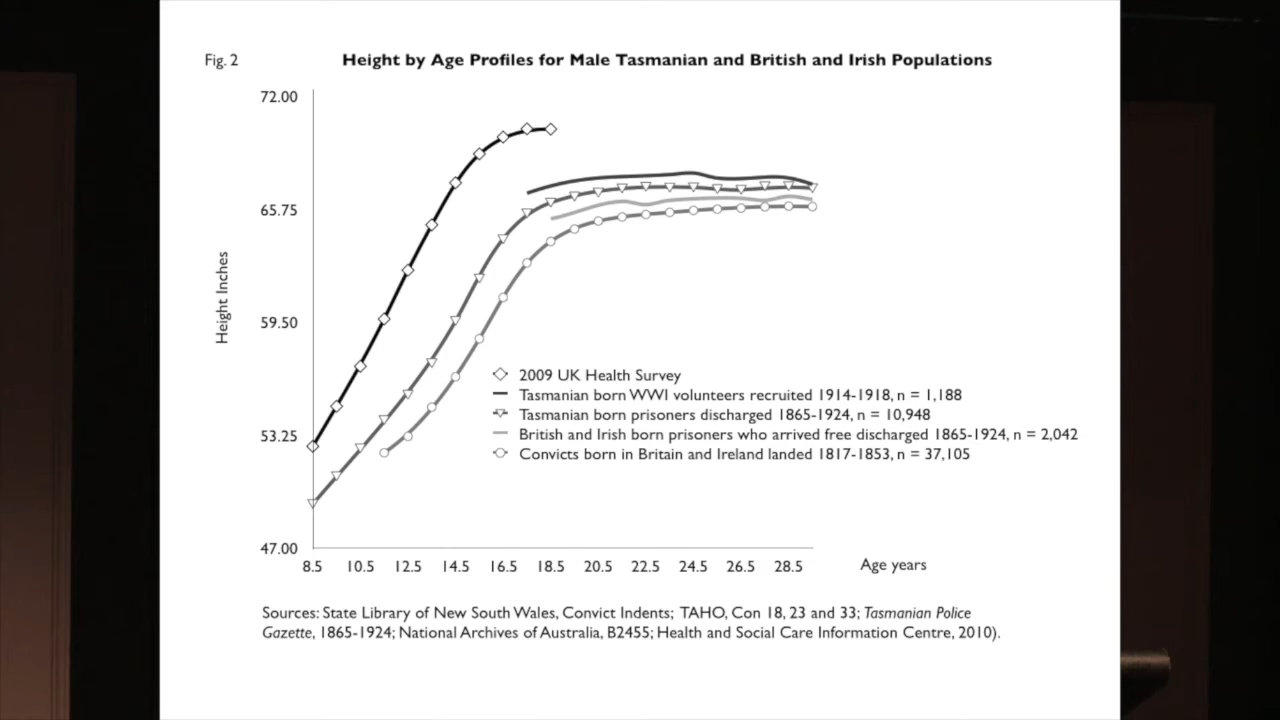 Fig. 2
Height by Age Profiles for Male Tasmanian and British and Irish Populations
72.00
65.75
59.50
53.25
47.00
Height Inches
2009 UK Health Survey
Tasmanian born WWI volunteers recruited 1914-1918, n = 1,188
Tasmanian born prisoners discharged 1865-1924, n = 10,948
British and Irish born prisoners who arrived free discharged 1865-1924, n = 2,042
Convicts born in Britain and Ireland landed 1817-1853, n = 37,105
8.5 10.5 12.5 14.5 16.5 18.5 20.5 22.5 24.5 26.5 28.5
Age years
Sources: State Library of New South Wales, Convict Indents; TAHO, Con 18, 23 and 33; Tasmanian Police
Gazette, 1865-1924; National Archives of Australia, B2455; Health and Social Care Information Centre, 2010).